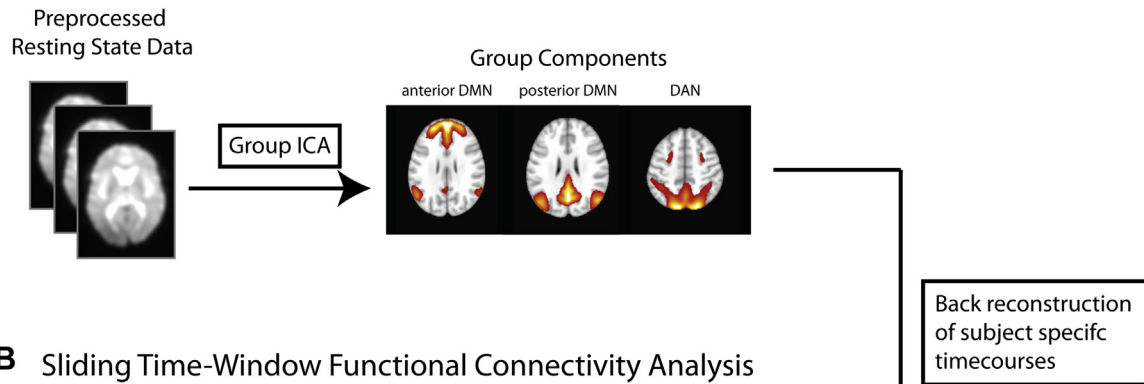 Preprocessed
Resting State Data
Group Components
anterior DMN posterior DMN DAN
Group ICA
Back reconstruction
of subject specifc
timecourses
B Sliding Time-Window Functional Connectivity Analysis